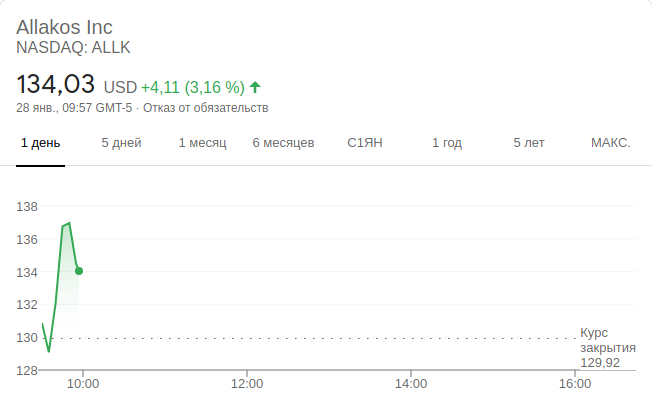 Allakos Inc
NASDAQ: ALLK
134,03 USD +4,11 (3,16 %)
28 янв., 09:57 GMT-5 · Отказ от обязательств
1 день 5 дней 1 месяц 6 месяцев С1ЯН 1 год 5 лет МАКС.
138
136
134
132
130
128
Курс
закрытия
129,92
10:00 12:00 14:00 16:00